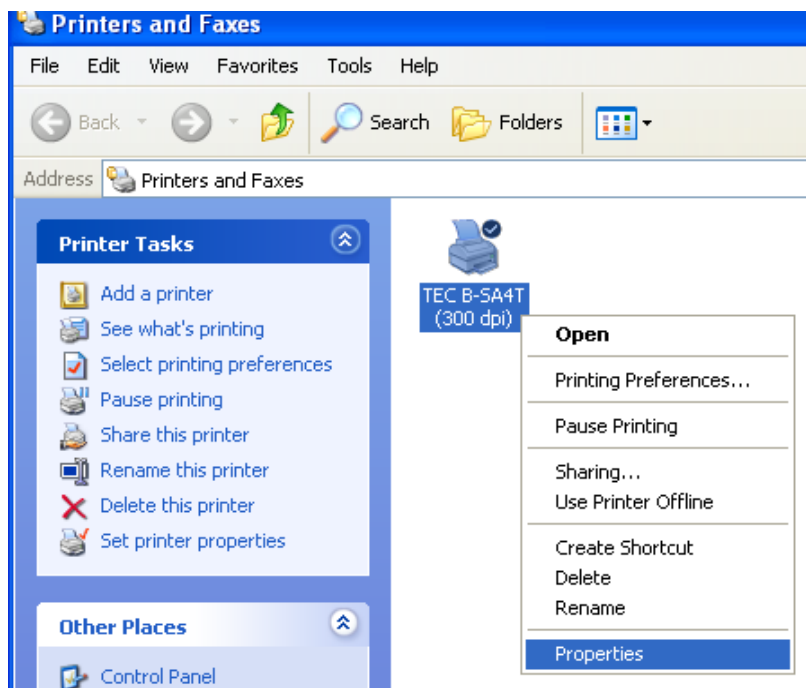 Printers and Faxes
File Edit View Favorites Tools Help
Back Search Folders
Address Printers and Faxes
Printer Tasks
Add a printer
See what's printing
Select printing preferences
Pause printing
Share this printer
Rename this printer
Delete this printer
Set printer properties
Other Places
Control Panel
TEC B-SA4T
(300 dpi)
Open
Printing Preferences...
Pause Printing
Sharing...
Use Printer Offline
Create Shortcut
Delete
Rename
Properties